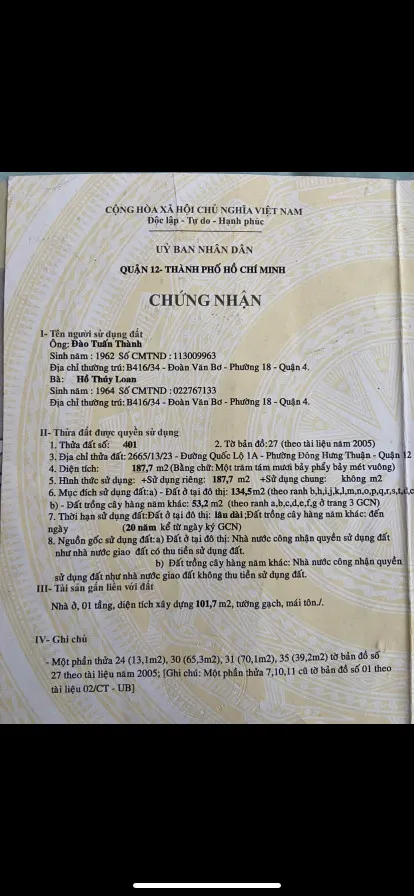 CỘNG HÒA XÃ HỘI CHỦ NGHĨA VIỆT NAM
Độc lập - Tự do - Hạnh phúc
UỶ BAN NHÂN DÂN
QUẬN 12- THÀNH PHỐ HỒ CHÍ MINH
CHỨNG NHẬN
I- Tên người sử dụng đất
Ông: Đào Tuấn Thành
Sinh năm : 1962 Số CMTND : 113009963
Địa chỉ thường trú: B416/34 - Đoàn Văn Bơ - Phường 18 - Quận 4.
Bà: Hồ Thúy Loan
Sinh năm : 1964 Số CMTND : 022767133
Địa chỉ thường trú: B416/34 - Đoàn Văn Bơ - Phường 18 - Quận 4.
II- Thửa đất được quyền sử dụng
1. Thửa đất số: 401 2. Tờ bản đồ:27 (theo tài liệu năm 2005)
3. Địa chỉ thửa đất: 2665/13/23 - Đường Quốc Lộ 1A - Phường Đông Hưng Thuận - Quận 12
4. Diện tích: 187,7 m2 (Bằng chữ: Một trăm tám mươi bảy phẩy bảy mét vuông)
5. Hình thức sử dụng: +Sử dụng riêng: 187,7 m2 +Sử dụng chung: không m2
6. Mục đích sử dụng đất:a) - Đất ở tại đô thị: 134,5m2 (theo ranh b,h,i,j,k,l,m,n,o,p,q,r,s,t,d,c
b) - Đất trồng cây hàng năm khác: 53,2 m2 (theo ranh a,b,c,d,e,f,g ở trang 3 GCN)
7. Thời hạn sử dụng đất:Đất ở tại đô thị: lâu dài ;Đất trồng cây hàng năm khác: đến
ngày (20 năm kể từ ngày ký GCN)
8. Nguồn gốc sử dụng đất:a) Đất ở tại đô thị: Nhà nước công nhận quyền sử dụng đất
như nhà nước giao đất có thu tiền sử dụng đất.
b) Đất trồng cây hàng năm khác: Nhà nước công nhận quyền
sử dụng đất như nhà nước giao đất không thu tiền sử dụng đất.
III- Tài sản gắn liền với đất
Nhà ở, 01 tầng, diện tích xây dựng 101,7 m2, tường gạch, mái tôn./.
IV- Ghi chú
- Một phần thửa 24 (13,1m2), 30 (65,3m2), 31 (70,1m2), 35 (39,2m2) tờ bản đồ số
27 theo tài liệu năm 2005; [Ghi chú: Một phần thửa 7,10,11 cũ tờ bản đồ số 01 theo
tài liệu 02/CT - UB]